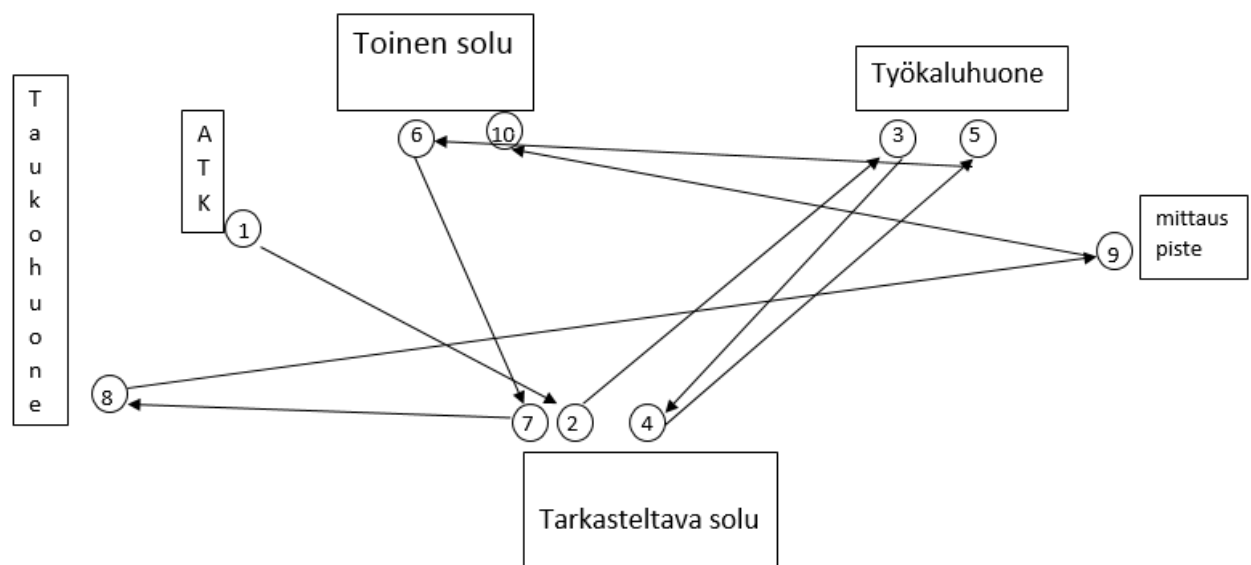 Toinen solu
Työkaluhuone
T
a
u
k
o
h
u
o
n
e
A
T
K
6
10
3
5
1
mittaus
piste
9
8
7
2
4
Tarkasteltava solu